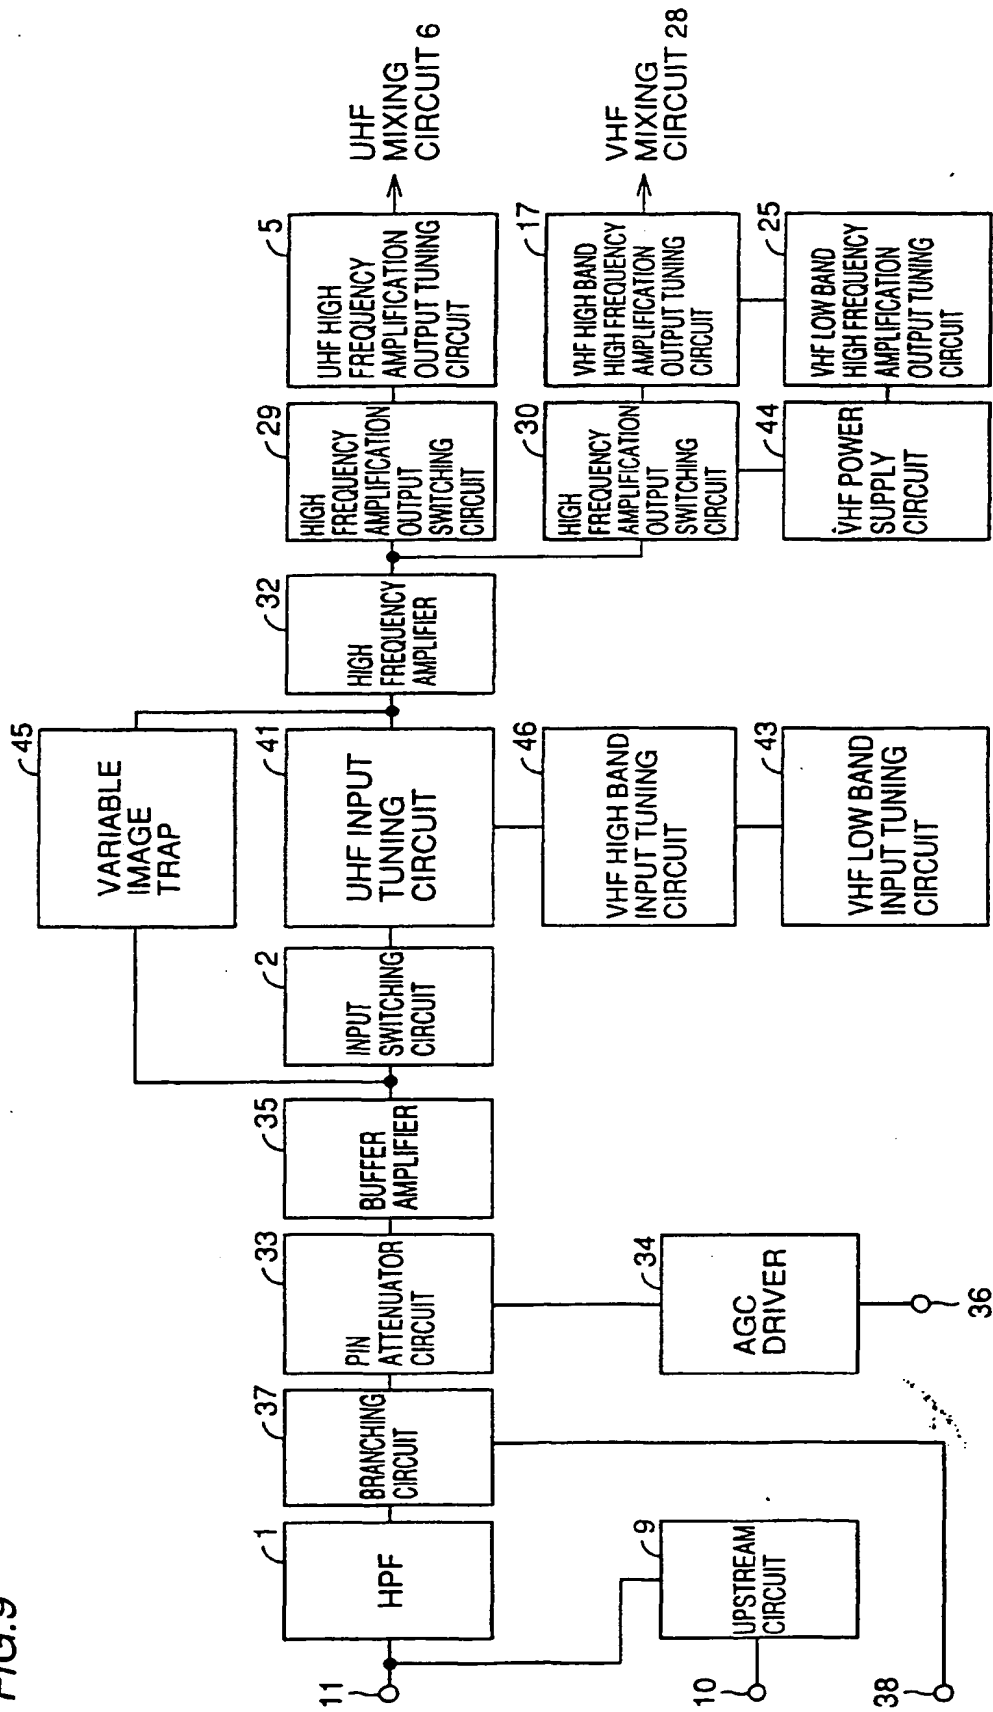 FIG.9
45
VARIABLE
IMAGE
TRAP
11
1
HPF
37
BRANCHING
CIRCUIT
33
PIN
ATTENUATOR
CIRCUIT
35
BUFFER
AMPLIFIER
2
INPUT
SWITCHING
CIRCUIT
41
UHF INPUT
TUNING
CIRCUIT
32
HIGH
FREQUENCY
AMPLIFIER
29
HIGH
FREQUENCY
AMPLIFICATION
OUTPUT
SWITCHING
CIRCUIT
5
UHF HIGH
FREQUENCY
AMPLIFICATION
OUTPUT TUNING
CIRCUIT
UHF
MIXING
CIRCUIT 6
46
VHF HIGH BAND
INPUT TUNING
CIRCUIT
30
HIGH
FREQUENCY
AMPLIFICATION
OUTPUT
SWITCHING
CIRCUIT
17
VHF HIGH BAND
HIGH FREQUENCY
AMPLIFICATION
OUTPUT TUNING
CIRCUIT
VHF
MIXING
CIRCUIT 28
10
9
UPSTREAM
CIRCUIT
34
AGC
DRIVER
36
43
VHF LOW BAND
INPUT TUNING
CIRCUIT
44
VHF POWER
SUPPLY
CIRCUIT
25
VHF LOW BAND
HIGH FREQUENCY
AMPLIFICATION
OUTPUT TUNING
CIRCUIT
38